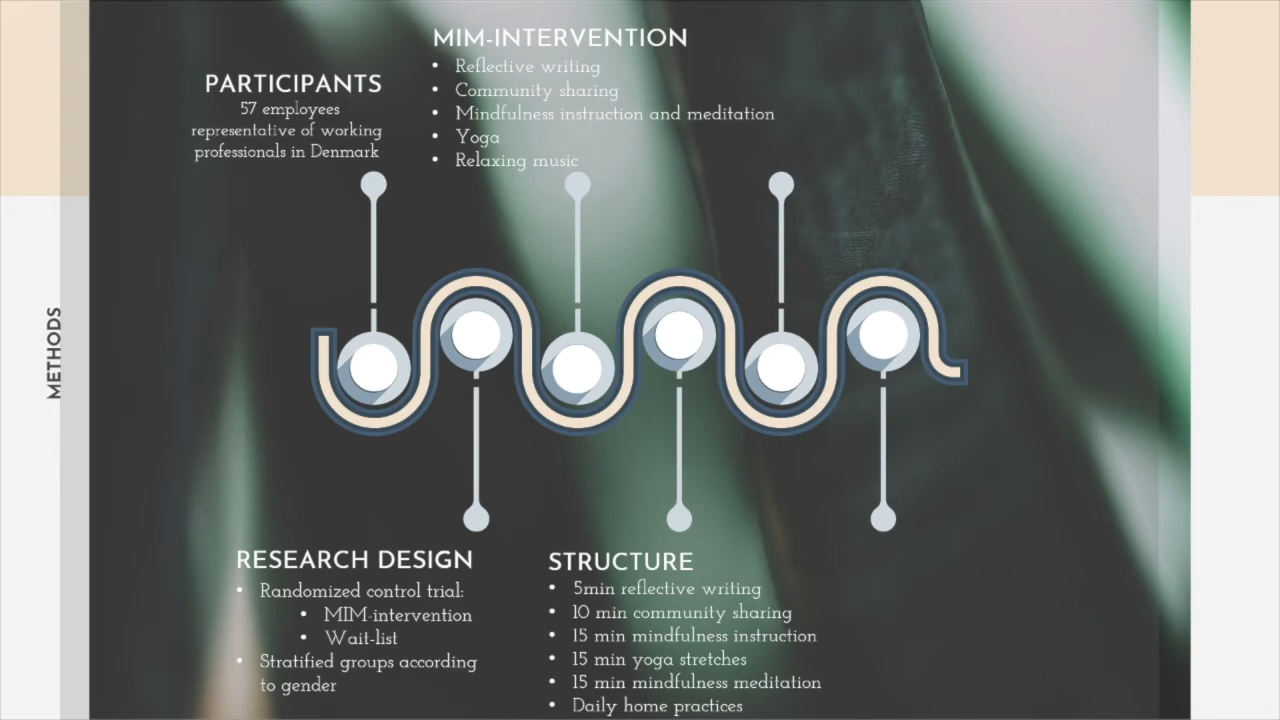 METHODS
PARTICIPANTS
57 employees
representative of working
professionals in Denmark
MIM-INTERVENTION
• Reflective writing
• Community sharing
• Mindfulness instruction and meditation
• Yoga
• Relaxing music
RESEARCH DESIGN
• Randomized control trial:
• MIM-intervention
• Wait-list
• Stratified groups according
to gender
STRUCTURE
• 5min reflective writing
• 10 min community sharing
• 15 min mindfulness instruction
• 15 min yoga stretches
• 15 min mindfulness meditation
• Daily home practices